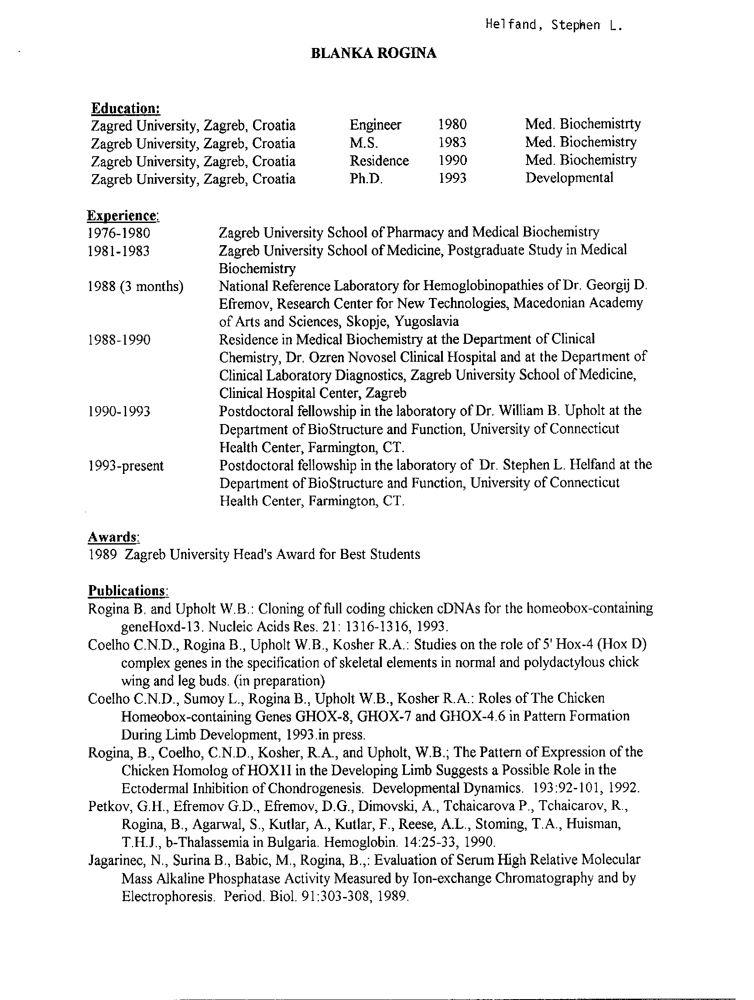 Helfand, Stephen L.
BLANKA ROGINA
Education:
Zagred University, Zagreb, Croatia Engineer 1980 Med. Biochemistrty
Zagreb University, Zagreb, Croatia M.S. 1983 Med. Biochemistry
Zagreb University, Zagreb, Croatia Residence 1990 Med. Biochemistry
Zagreb University, Zagreb, Croatia Ph.D. 1993 Developmental
Experience:
1976-1980 Zagreb University School of Pharmacy and Medical Biochemistry
1981-1983 Zagreb University School of Medicine, Postgraduate Study in Medical
Biochemistry
1988 (3 months) National Reference Laboratory for Hemoglobinopathies of Dr. Georgij D.
Efremov, Research Center for New Technologies, Macedonian Academy
of Arts and Sciences, Skopje, Yugoslavia
1988-1990 Residence in Medical Biochemistry at the Department of Clinical
Chemistry, Dr. Ozren Novosel Clinical Hospital and at the Department of
Clinical Laboratory Diagnostics, Zagreb University School of Medicine,
Clinical Hospital Center, Zagreb
1990-1993 Postdoctoral fellowship in the laboratory of Dr. William B. Upholt at the
Department of BioStructure and Function, University of Connecticut
Health Center, Farmington, CT.
1993-present Postdoctoral fellowship in the laboratory of Dr. Stephen L. Helfand at the
Department of BioStructure and Function, University of Connecticut
Health Center, Farmington, CT.
Awards:
1989 Zagreb University Head's Award for Best Students
Publications:
Rogina B. and Upholt W.B.: Cloning of full coding chicken cDNAs for the homeobox-containing
geneHoxd-13. Nucleic Acids Res. 21: 1316-1316, 1993.
Coelho C.N.D., Rogina B., Upholt W.B., Kosher R.A.: Studies on the role of 5' Hox-4 (Hox D)
complex genes in the specification of skeletal elements in normal and polydactylous chick
wing and leg buds. (in preparation)
Coelho C.N.D., Sumoy L., Rogina B., Upholt W.B., Kosher R.A.: Roles of The Chicken
Homeobox-containing Genes GHOX-8, GHOX-7 and GHOX-4.6 in Pattern Formation
During Limb Development, 1993.in press.
Rogina, B., Coelho, C.N.D., Kosher, R.A., and Upholt, W.B.; The Pattern of Expression of the
Chicken Homolog of HOX1I in the Developing Limb Suggests a Possible Role in the
Ectodermal Inhibition of Chondrogenesis. Developmental Dynamics. 193:92-101, 1992.
Petkov, G.H., Efremov G.D., Efremov, D.G., Dimovski, A., Tchaicarova P., Tchaicarov, R.,
Rogina, B., Agarwal, S., Kutlar, A., Kutlar, F., Reese, A.L., Stoming, T.A., Huisman,
T.H.J., b-Thalassemia in Bulgaria. Hemoglobin. 14:25-33, 1990.
Jagarinec, N., Surina B., Babic, M., Rogina, B.,: Evaluation of Serum High Relative Molecular
Mass Alkaline Phosphatase Activity Measured by Ion-exchange Chromatography and by
Electrophoresis. Period. Biol. 91:303-308, 1989.